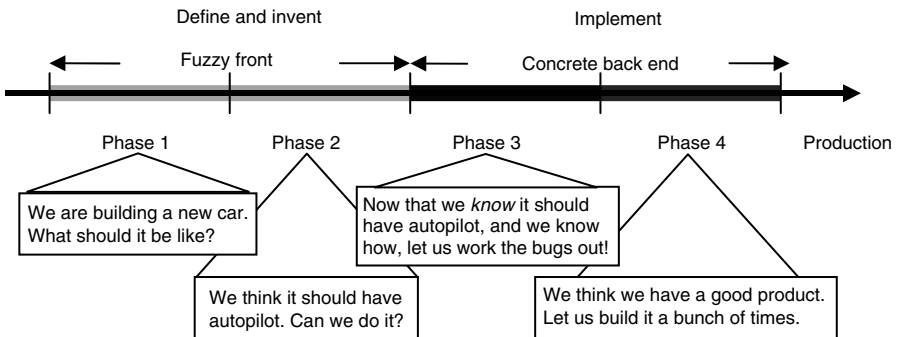 Define and invent
Implement
Fuzzy front
Concrete back end
Phase 1
Phase 2
Phase 3
Phase 4
Production
We are building a new car.
What should it be like?
Now that we know it should
have autopilot, and we know
how, let us work the bugs out!
We think it should have
autopilot. Can we do it?
We think we have a good product.
Let us build it a bunch of times.